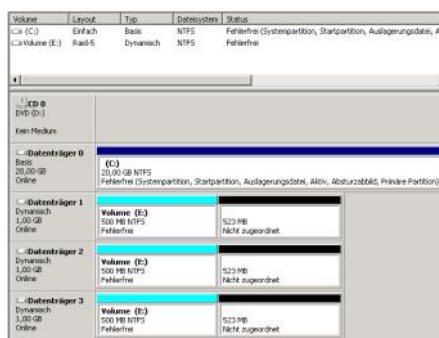 Volume Layout Typ Dateisystem Status
(C:) Einfach Basis NTFS Fehlerfrei (Systempartition, Startpartition, Auslagerungsdatei, A
Volume (E:) Raid-5 Dynamisch NTFS Fehlerfrei
CD 0
DVD (D:)
Kein Medium
Datenträger 0
Basis
20,00 GB
Online
(C:)
20,00 GB NTFS
Fehlerfrei (Systempartition, Startpartition, Auslagerungsdatei, Aktiv, Absturzabbild, Primäre Partition)
Datenträger 1
Dynamisch
1,00 GB
Online
Volume (E:)
500 MB NTFS
Fehlerfrei
523 MB
Nicht zugeordnet
Datenträger 2
Dynamisch
1,00 GB
Online
Volume (E:)
500 MB NTFS
Fehlerfrei
523 MB
Nicht zugeordnet
Datenträger 3
Dynamisch
1,00 GB
Online
Volume (E:)
500 MB NTFS
Fehlerfrei
523 MB
Nicht zugeordnet